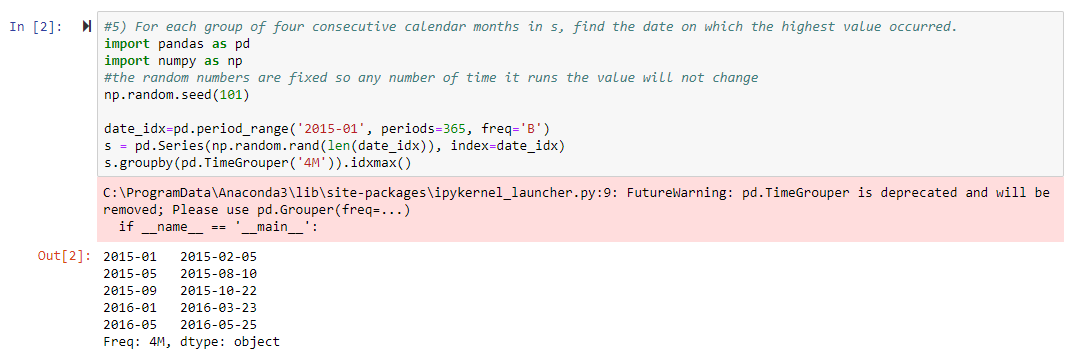 In [2]:
#5) For each group of four consecutive calendar months in s, find the date on which the highest value occurred.
import pandas as pd
import numpy as np
#the random numbers are fixed so any number of time it runs the value will not change
np.random.seed(101)
date_idx=pd.period_range('2015-01', periods=365, freq='B')
s = pd.Series(np.random.rand(len(date_idx)), index=date_idx)
s.groupby(pd.TimeGrouper('4M')).idxmax()
C:\ProgramData\Anaconda3\lib\site-packages\ipykernel_launcher.py:9: FutureWarning: pd.TimeGrouper is deprecated and will be
removed; Please use pd.Grouper(freq=...)
  if __name__ == '__main__':
Out[2]:
2015-01   2015-02-05
2015-05   2015-08-10
2015-09   2015-10-22
2016-01   2016-03-23
2016-05   2016-05-25
Freq: 4M, dtype: object